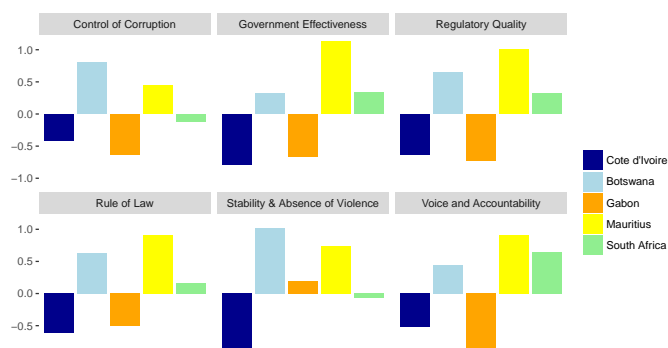 Control of Corruption
Government Effectiveness
Regulatory Quality
1.0
0.5
0.0
−0.5
−1.0
Rule of Law
Stability & Absence of Violence
Voice and Accountability
1.0
0.5
0.0
−0.5
Cote d'Ivoire
Botswana
Gabon
Mauritius
South Africa